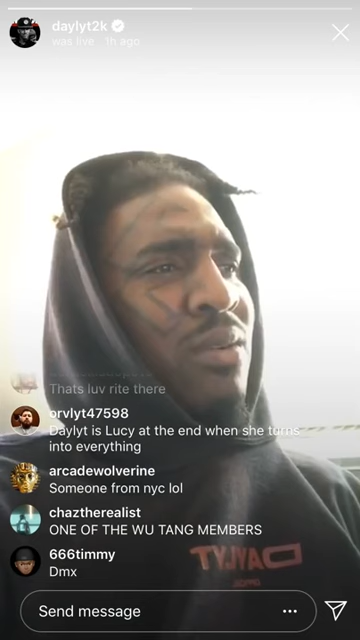 daylyt2k
was live 1h ago
Thats luv rite there
orvlyt47598
Daylyt is Lucy at the end when she turns
into everything
arcadewolverine
Someone from nyc lol
chaztherealist
ONE OF THE WU TANG MEMBERS
666timmy
Dmx
Send message